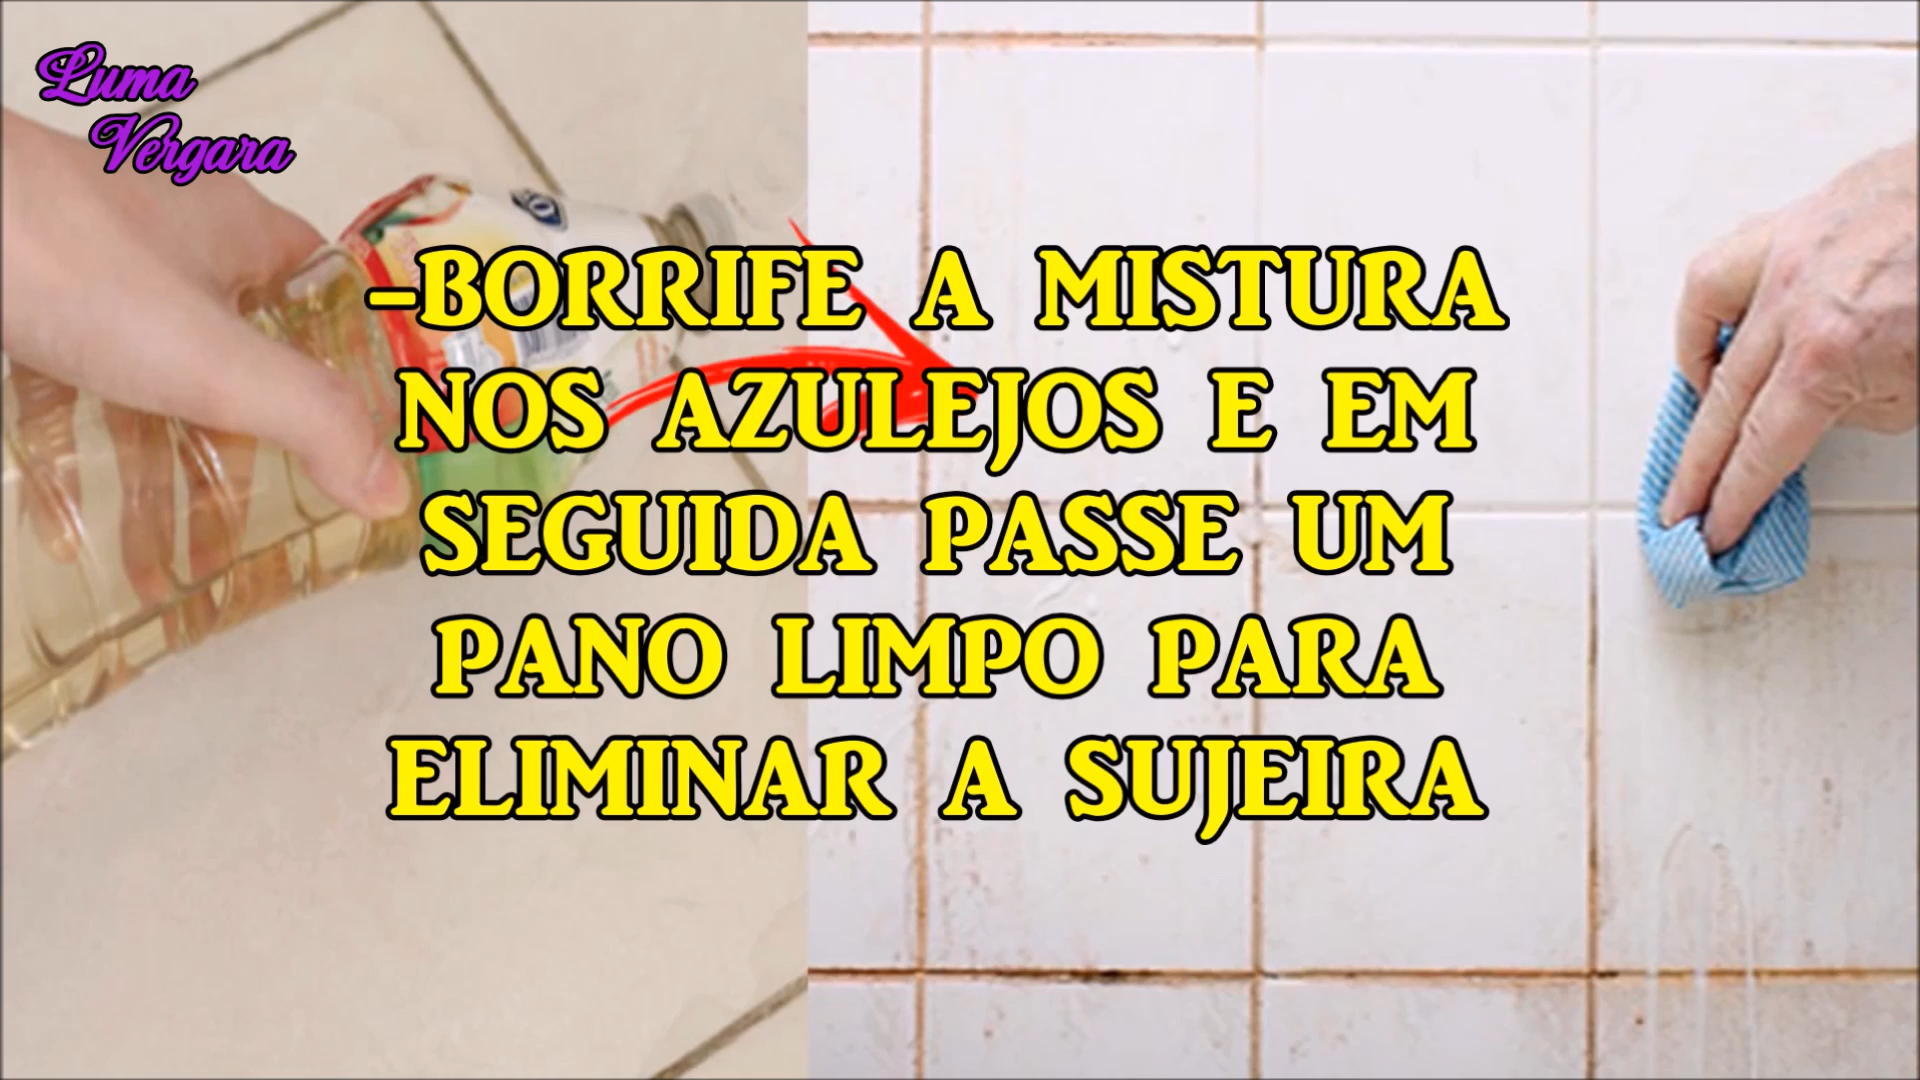 Luma
Vergara
-BORRIFE A MISTURA
NOS AZULEJOS E EM
SEGUIDA PASSE UM
PANO LIMPO PARA
ELIMINAR A SUJEIRA